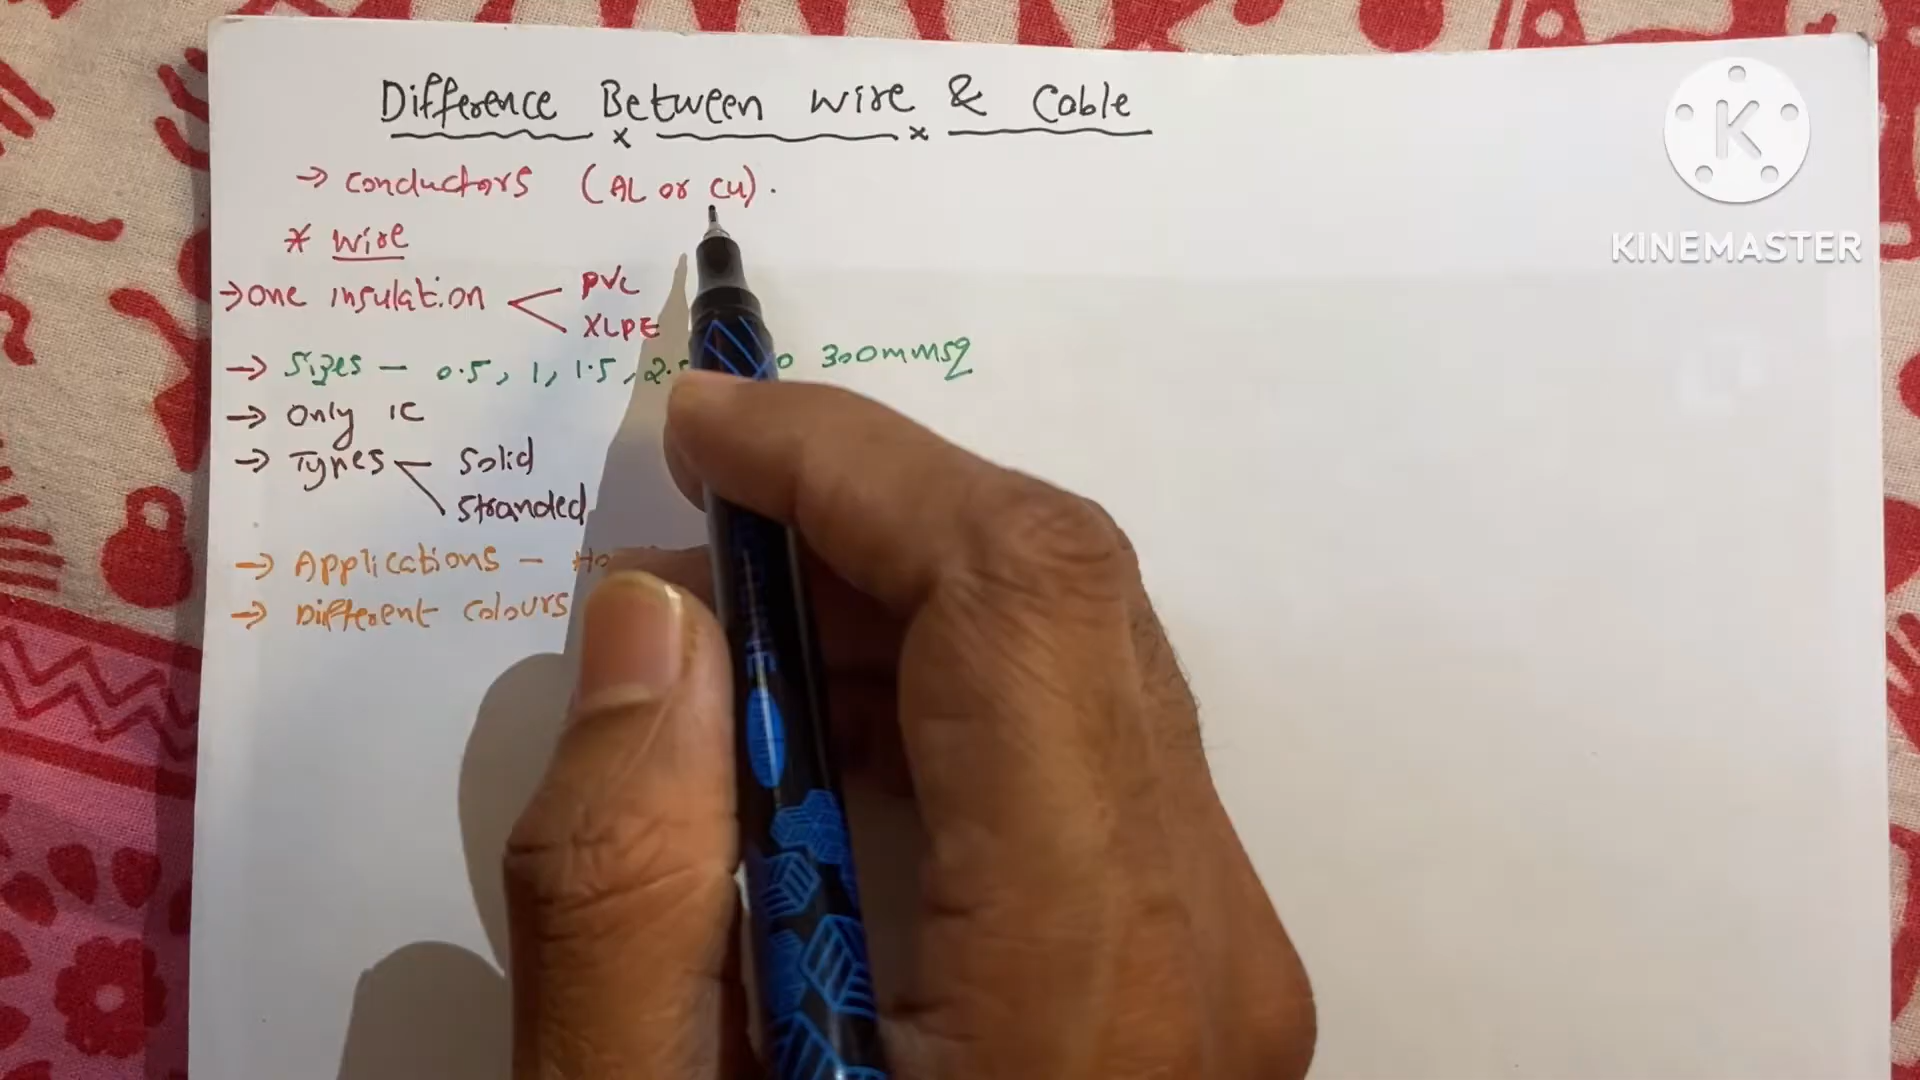 Difference Between wire & Cable
→ conductors (AL or CU).
* wire
→ one insulation < PVC
XLPE
→ Sizes - 0.5, 1, 1.5, 300mmsq
→ only 1C
→ Types - solid
stranded
→ Applications -
→ Different colours
K
KINEMASTER